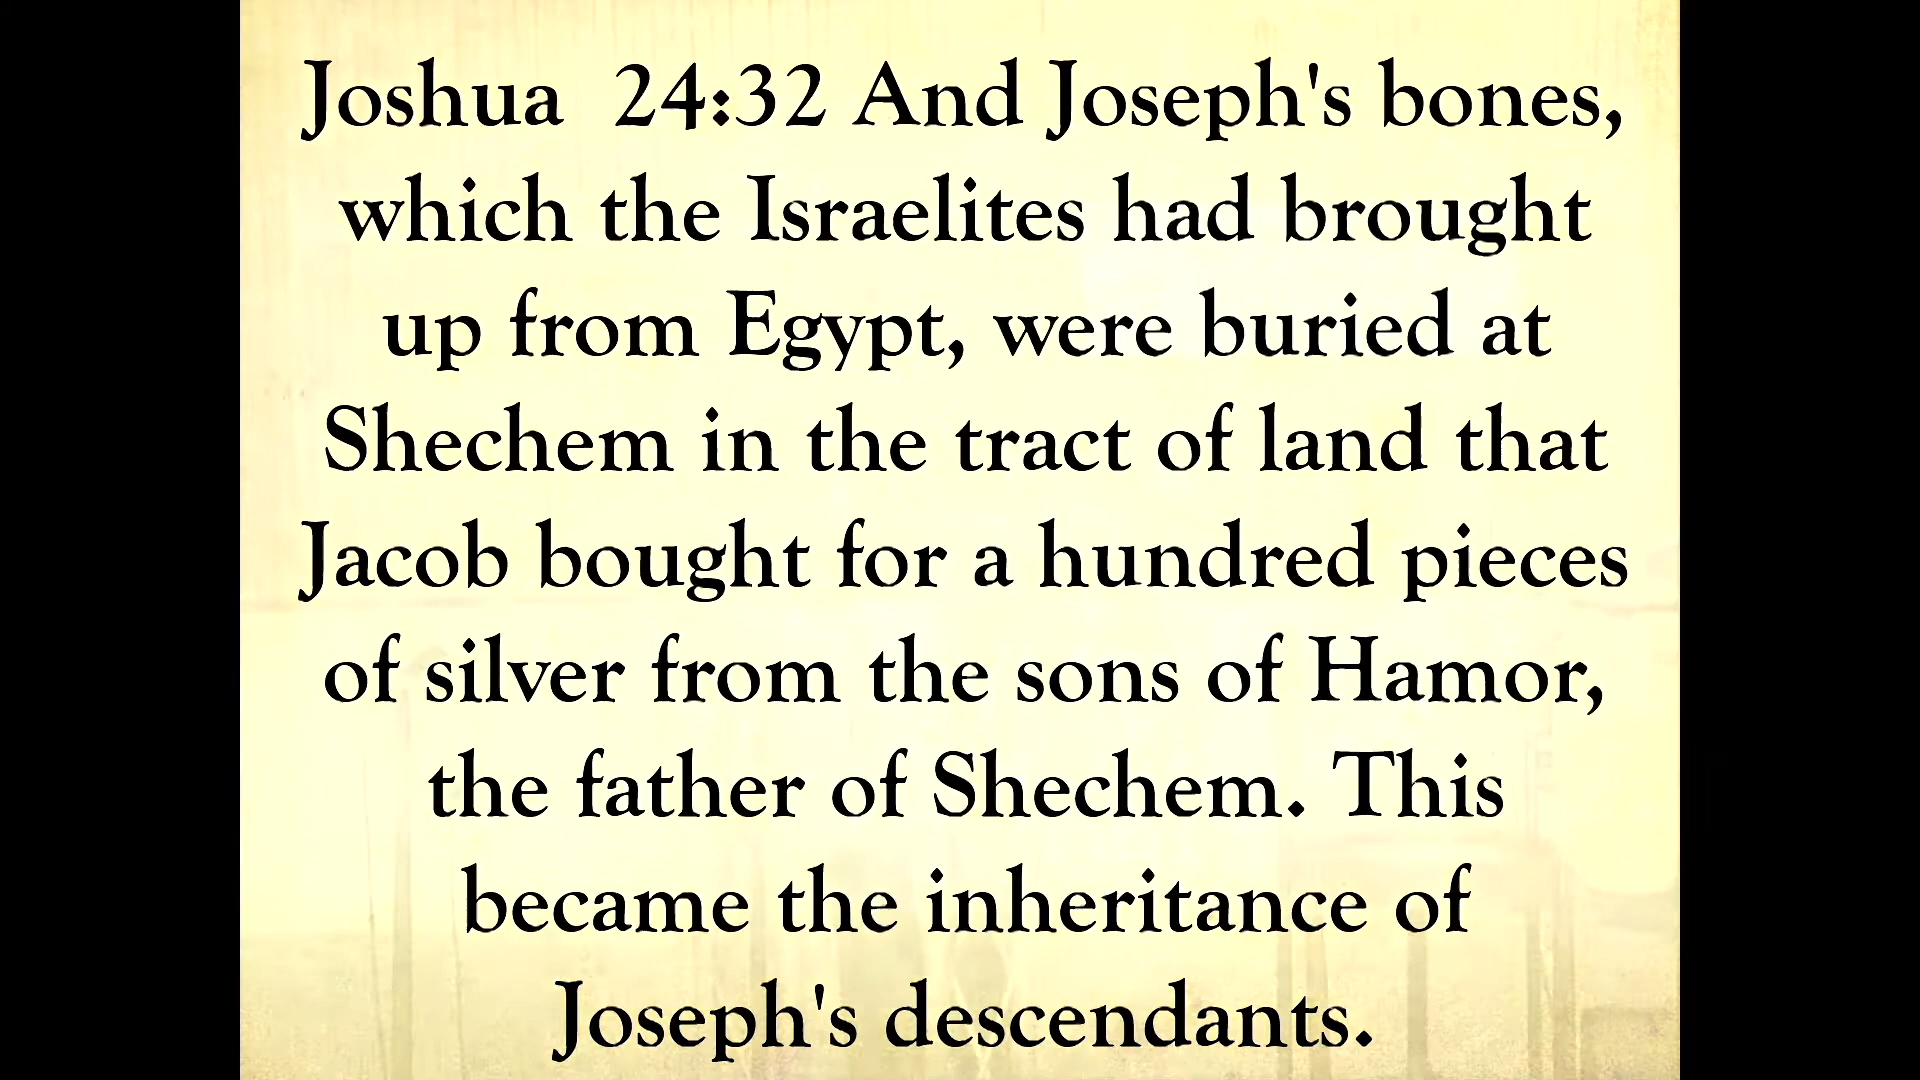 Joshua  24:32 And Joseph's bones,
which the Israelites had brought
up from Egypt, were buried at
Shechem in the tract of land that
Jacob bought for a hundred pieces
of silver from the sons of Hamor,
the father of Shechem. This
became the inheritance of
Joseph's descendants.